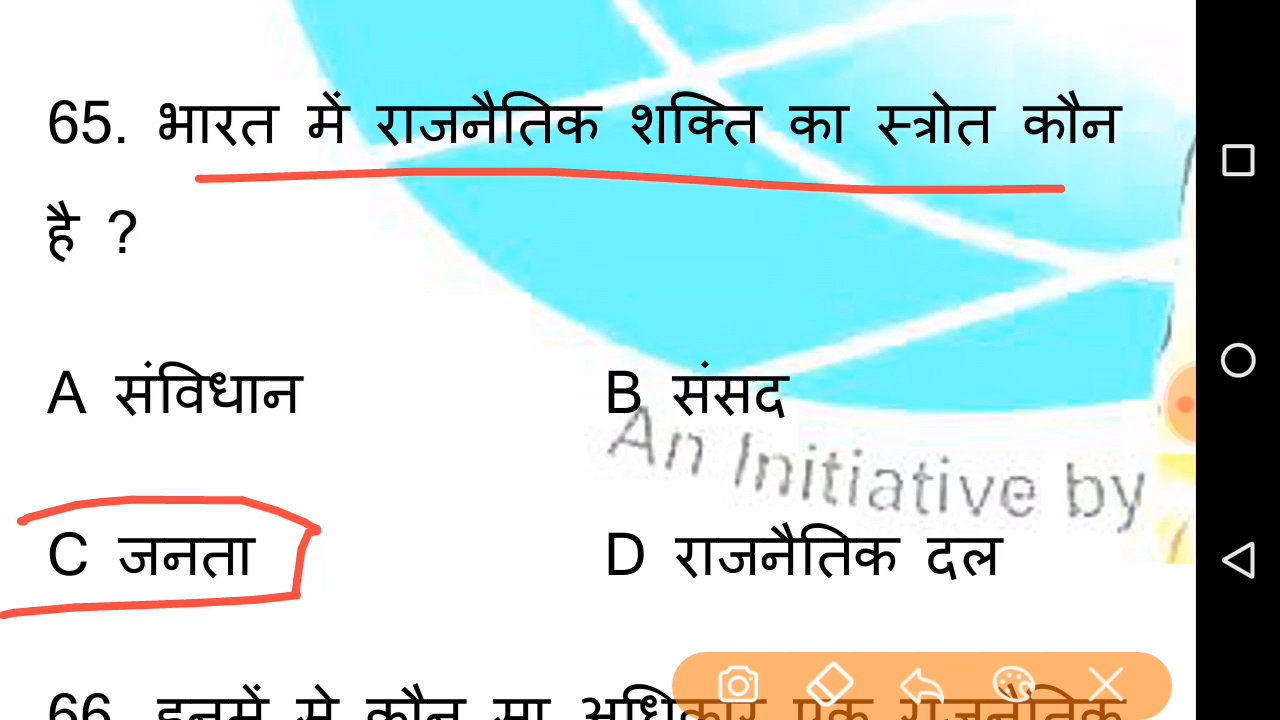 65. भारत में राजनैतिक शक्ति का स्त्रोत कौन
है ?
A संविधान B संसद
An Initiative by
C जनता D राजनैतिक दल
66. इनमें से कौन सा अधिकार एक राजनैतिक